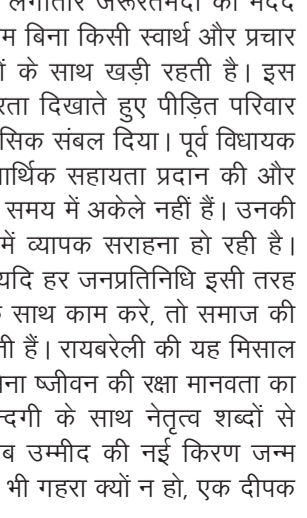 लगातार जरूरतमंदों की मदद
म बिना किसी स्वार्थ और प्रचार
ों के साथ खड़ी रहती है। इस
रता दिखाते हुए पीड़ित परिवार
सिक संबल दिया। पूर्व विधायक
आर्थिक सहायता प्रदान की और
समय में अकेले नहीं हैं। उनकी
में व्यापक सराहना हो रही है।
यदि हर जनप्रतिनिधि इसी तरह
साथ काम करे, तो समाज की
ती हैं। रायबरेली की यह मिसाल
ना ष्जीवन की रक्षा मानवता का
न्दगी के साथ नेतृत्व शब्दों से
ब उम्मीद की नई किरण जन्म
भी गहरा क्यों न हो, एक दीपक